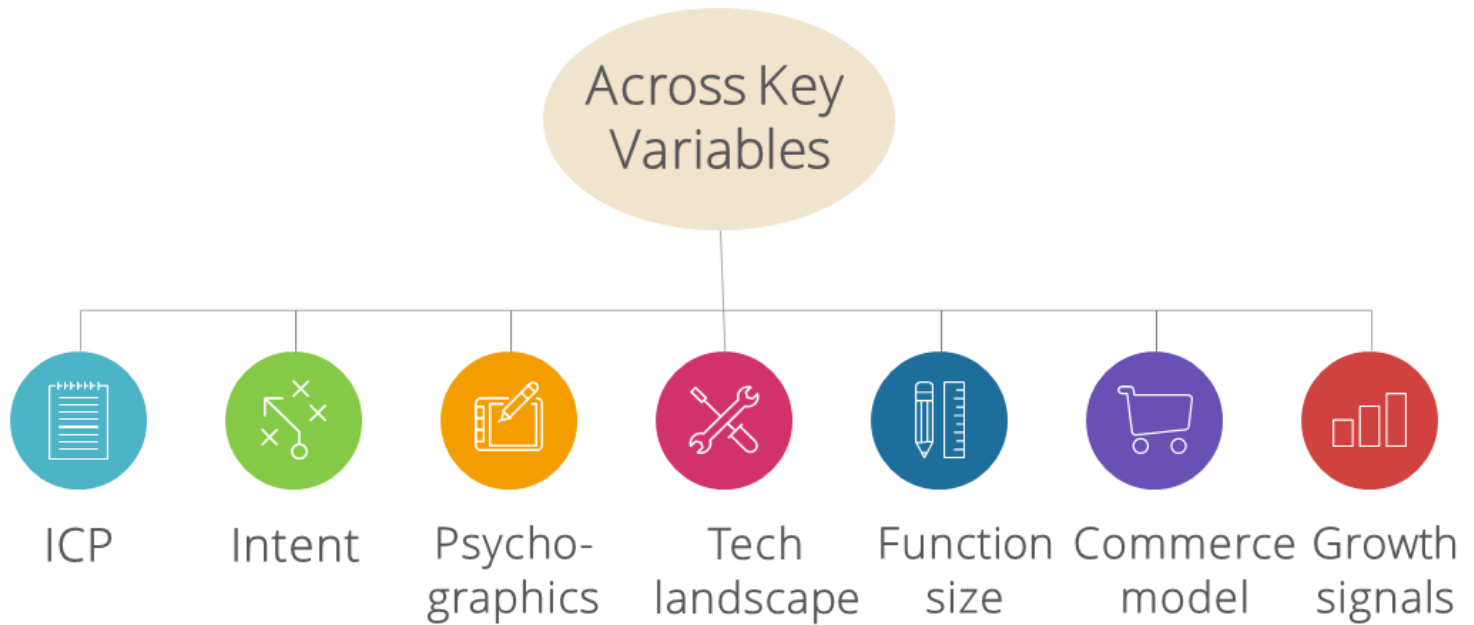 Across Key
Variables
ICP
Intent
Psycho-
graphics
Tech
landscape
Function
size
Commerce
model
Growth
signals